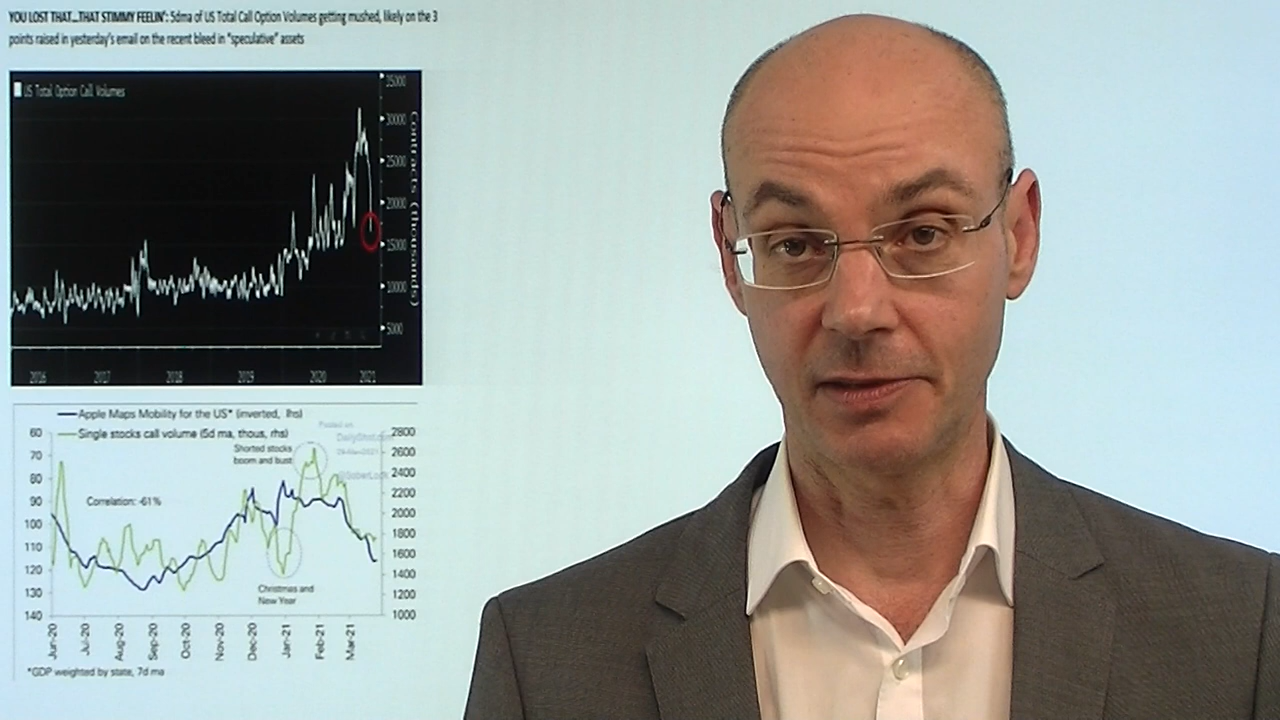 YOU LOST THAT...THAT STIMMY FEELIN': 5dma of US Total Call Option Volumes getting mushed, likely on the 3
points raised in yesterday's email on the recent bleed in "speculative" assets
US Total Option Call Volumes
35000
30000
25000
20000
15000
10000
5000
Contracts (thousands)
2016 2017 2018 2019 2020 2021
Apple Maps Mobility for the US* (inverted, lhs)
Single stocks call volume (5d ma, thous, rhs)
Posted on
DailyShot.com
Shorted stocks
boom and bust
Correlation: -61%
Christmas and
New Year
60
70
80
90
100
110
120
130
140
2800
2600
2400
2200
2000
1800
1600
1400
1200
1000
Jun-20 Jul-20 Aug-20 Sep-20 Oct-20 Nov-20 Dec-20 Jan-21 Feb-21 Mar-21
*GDP weighted by state, 7d ma